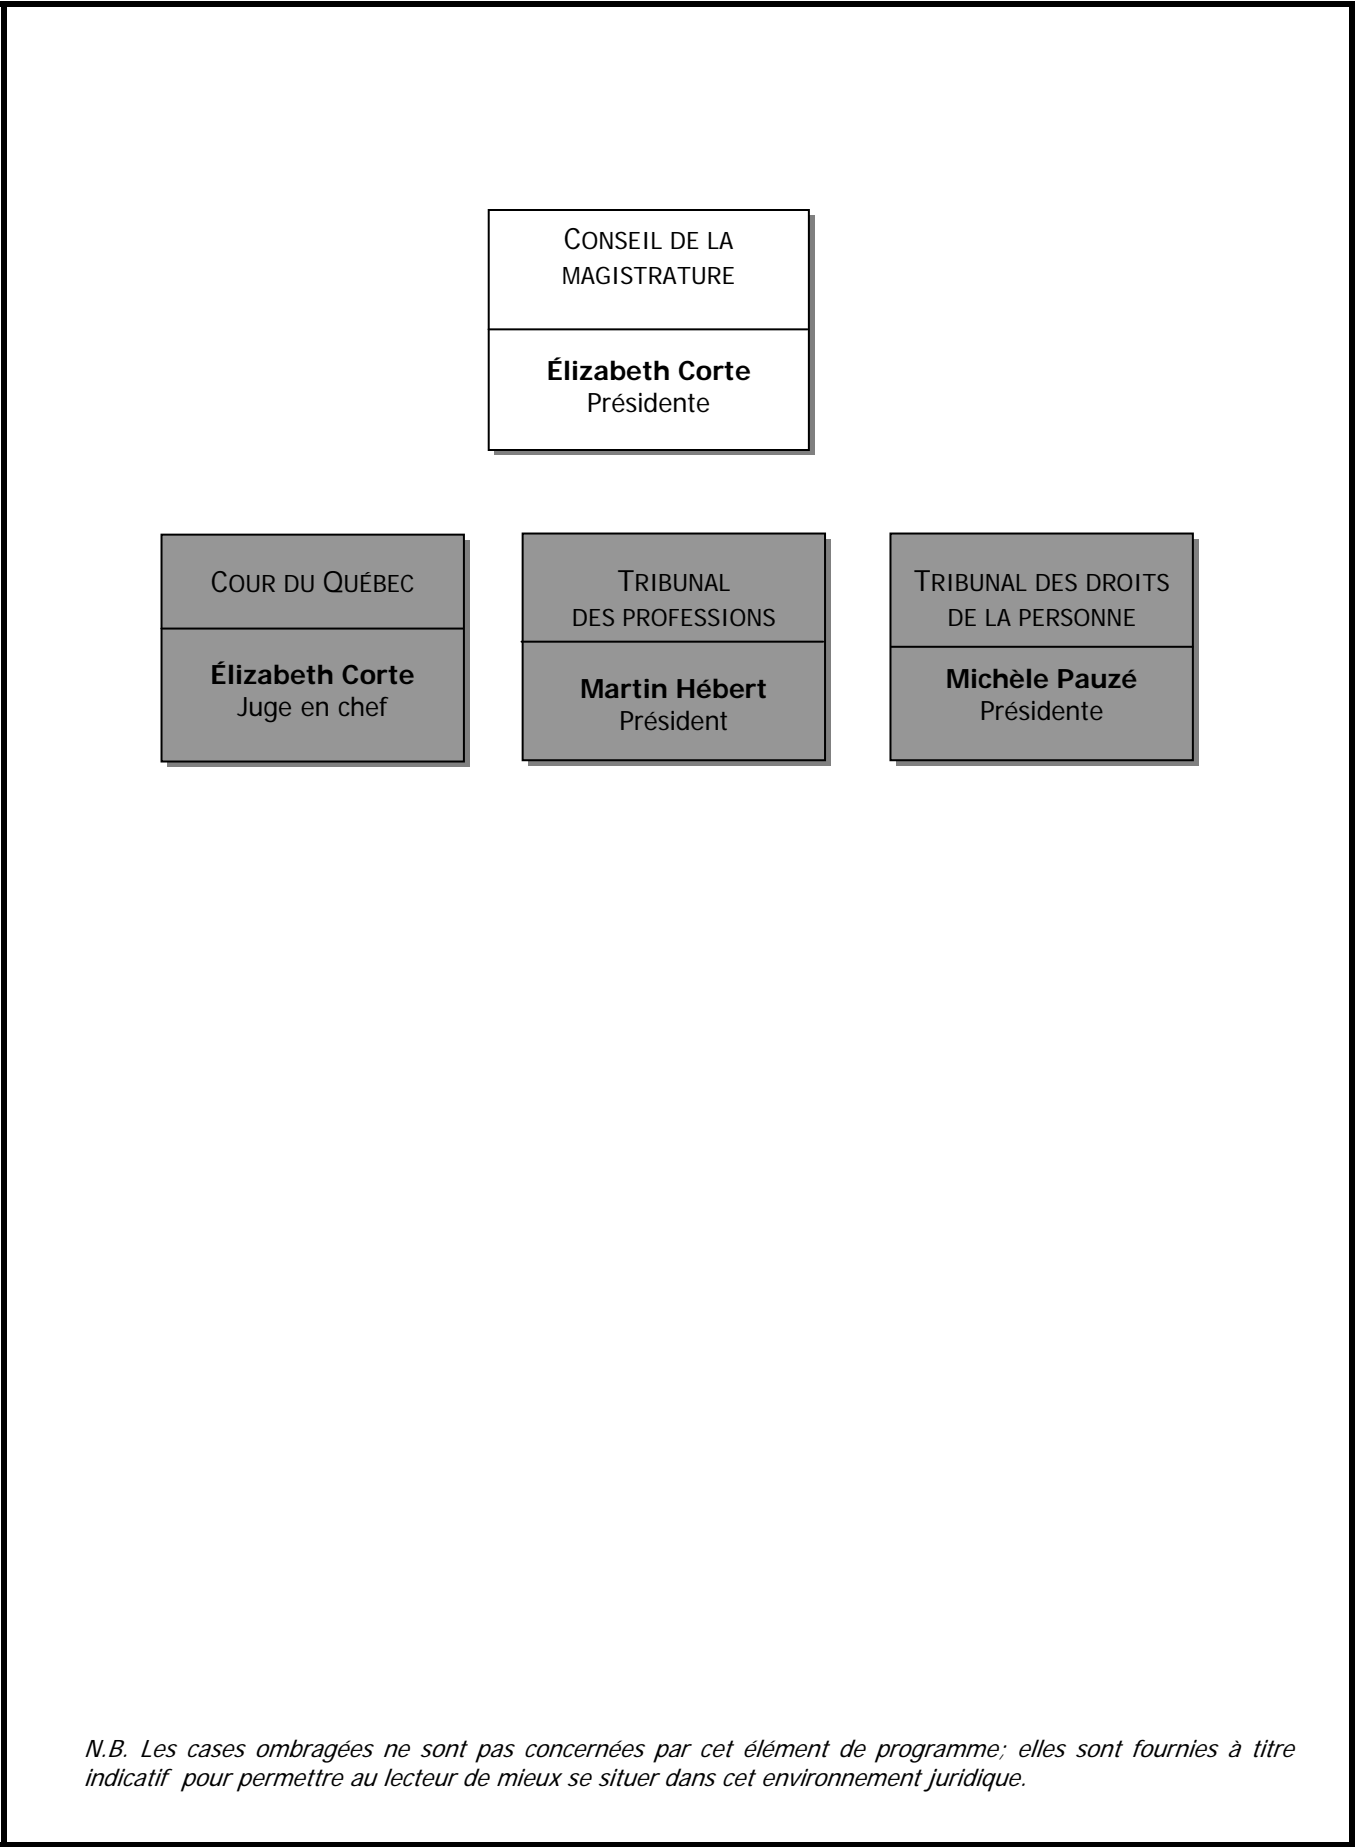 CONSEIL DE LA
MAGISTRATURE
Élizabeth Corte
Présidente
COUR DU QUÉBEC
Élizabeth Corte
Juge en chef
TRIBUNAL
DES PROFESSIONS
Martin Hébert
Président
TRIBUNAL DES DROITS
DE LA PERSONNE
Michèle Pauzé
Présidente
N.B. Les cases ombragées ne sont pas concernées par cet élément de programme; elles sont fournies à titre
indicatif pour permettre au lecteur de mieux se situer dans cet environnement juridique.